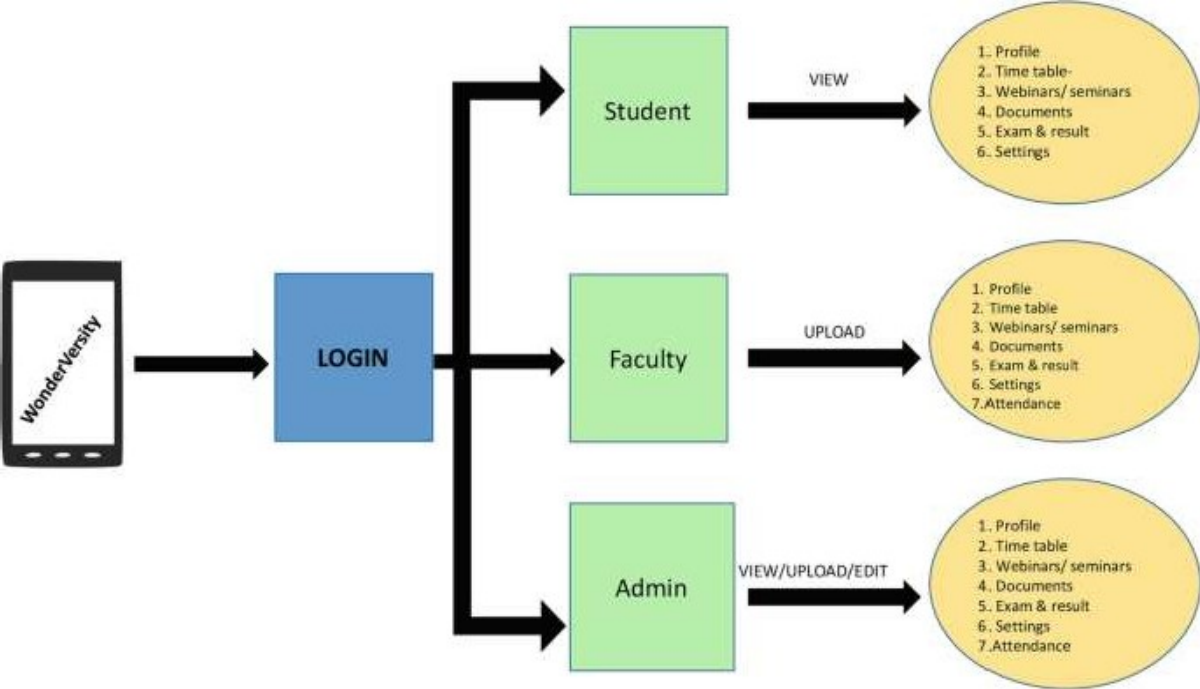 WonderVersity
LOGIN
Student
VIEW
1. Profile
2. Time table-
3. Webinars/ seminars
4. Documents
5. Exam & result
6. Settings
Faculty
UPLOAD
1. Profile
2. Time table
3. Webinars/ seminars
4. Documents
5. Exam & result
6. Settings
7.Attendance
Admin
VIEW/UPLOAD/EDIT
1. Profile
2. Time table
3. Webinars/ seminars
4. Documents
5. Exam & result
6. Settings
7.Attendance